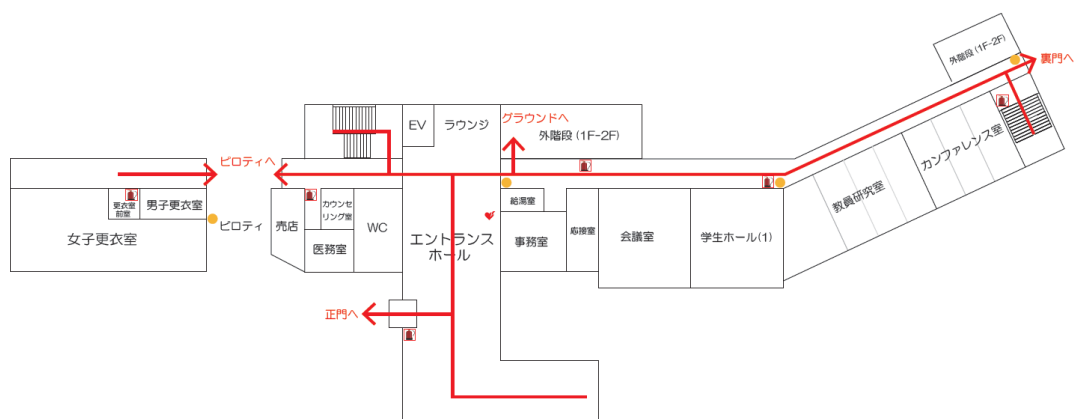 外階段(1F-2F)
裏門へ
EV
ラウンジ
グラウンドへ
外階段(1F-2F)
カンファレンス室
ピロティへ
教員研究室
更衣室
前室
男子更衣室
ピロティ
女子更衣室
売店
カウンセ
リング室
医務室
WC
エントランス
ホール
給湯室
事務室
応接室
会議室
学生ホール(1)
正門へ